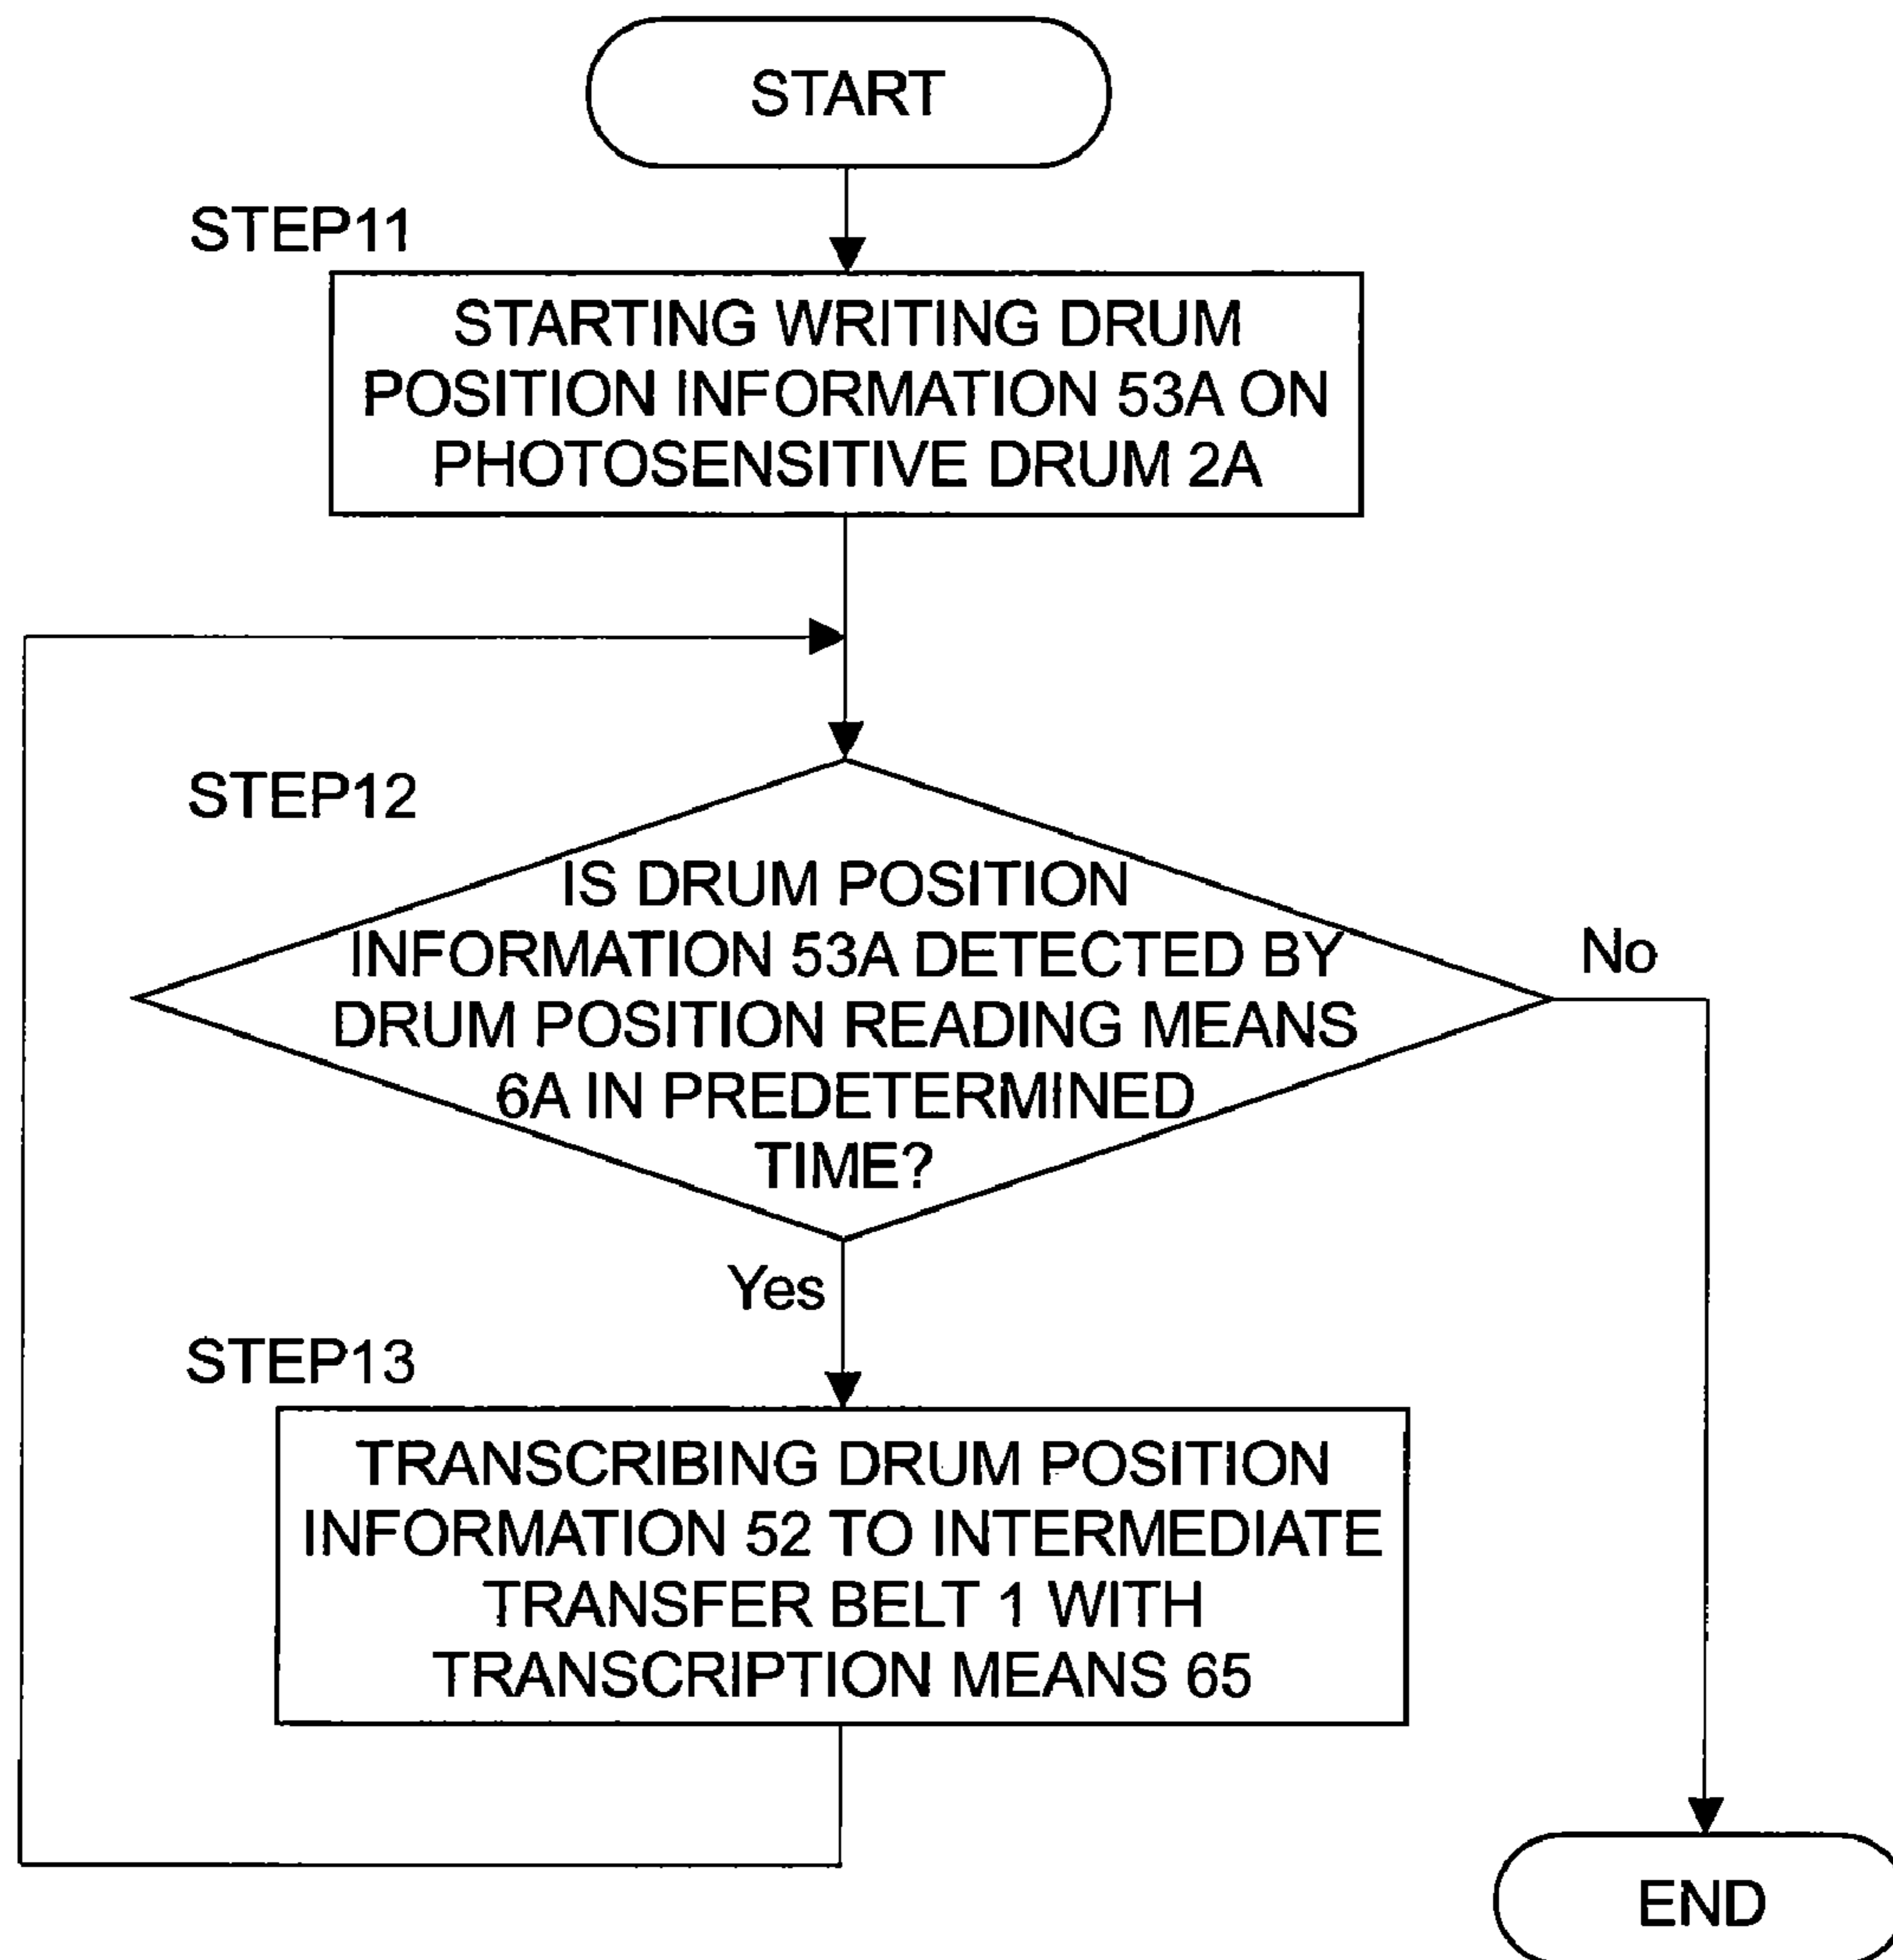 START
STEP11
STARTING WRITING DRUM
POSITION INFORMATION 53A ON
PHOTOSENSITIVE DRUM 2A
STEP12
IS DRUM POSITION
INFORMATION 53A DETECTED BY
DRUM POSITION READING MEANS
6A IN PREDETERMINED
TIME?
No
Yes
STEP13
TRANSCRIBING DRUM POSITION
INFORMATION 52 TO INTERMEDIATE
TRANSFER BELT 1 WITH
TRANSCRIPTION MEANS 65
END